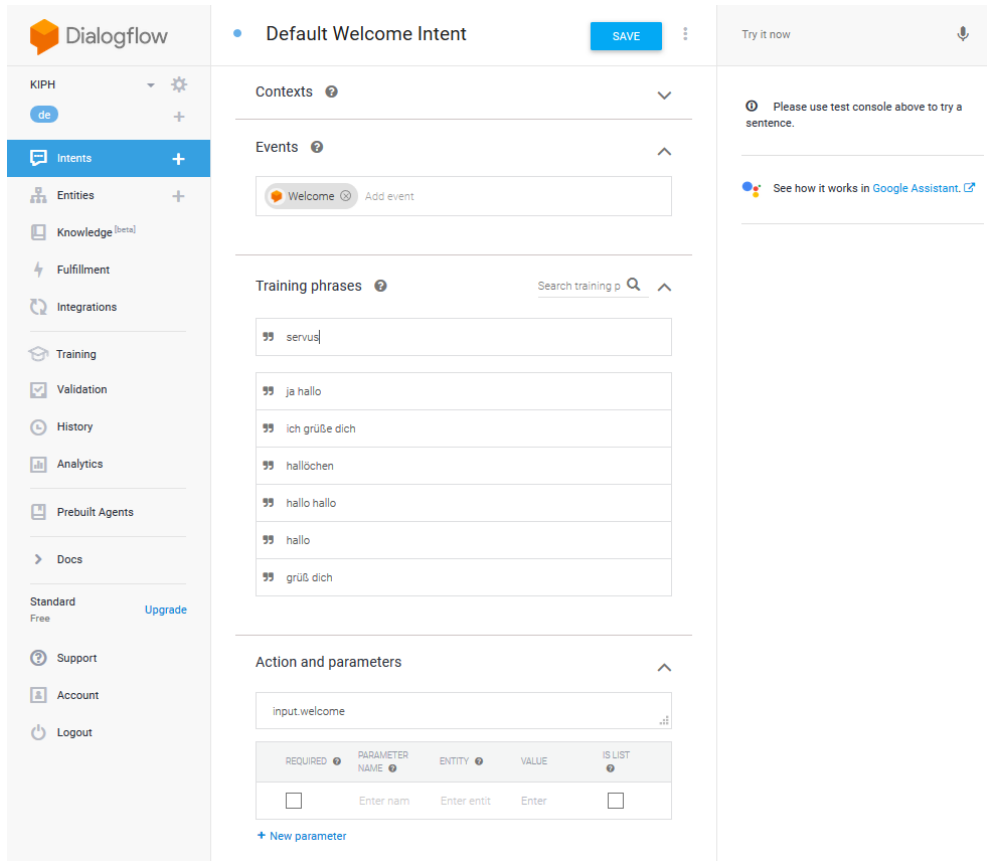 Dialogflow
KIPH
de
Intents
Entities
Knowledge [beta]
Fulfillment
Integrations
Training
Validation
History
Analytics
Prebuilt Agents
Docs
Standard
Free
Upgrade
Support
Account
Logout
Default Welcome Intent
SAVE
Contexts
Events
Welcome
Add event
Training phrases
Search training p
servus
ja hallo
ich grüße dich
hallöchen
hallo hallo
hallo
grüß dich
Action and parameters
input.welcome
REQUIRED
PARAMETER
NAME
ENTITY
VALUE
IS LIST
Enter nam
Enter entit
Enter
+ New parameter
Try it now
Please use test console above to try a
sentence.
See how it works in Google Assistant.